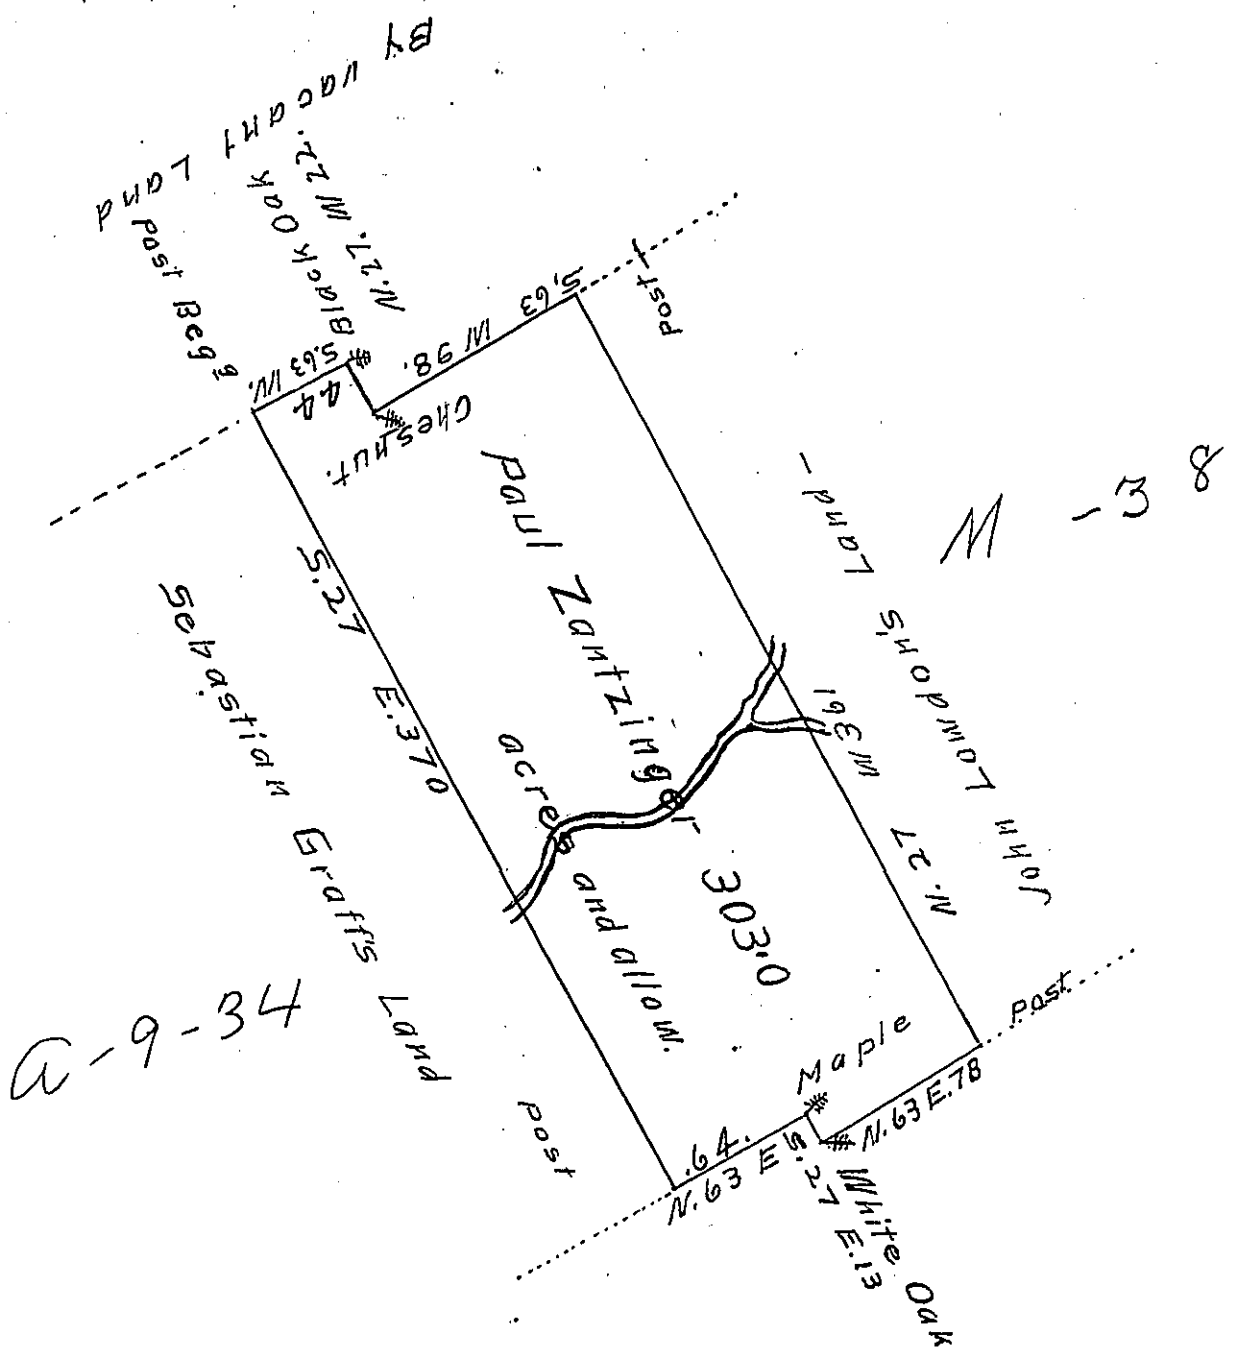 BY vacant Land
Post Begg
Black Oak
N.27. W 22.
S.63 W.
44
Chesnut.
S,63 W 98.
Post
Paul Zantzinger
303.0
acres and allow.
S.27 E.370
Sebastian Graff's Land
John Lowdon's Land -
N. 27 W 361
M - 38
a - 9 - 34
Post
N.63 E .64.
Maple
S.27 E.13
White Oak
N.63 E.78
Post